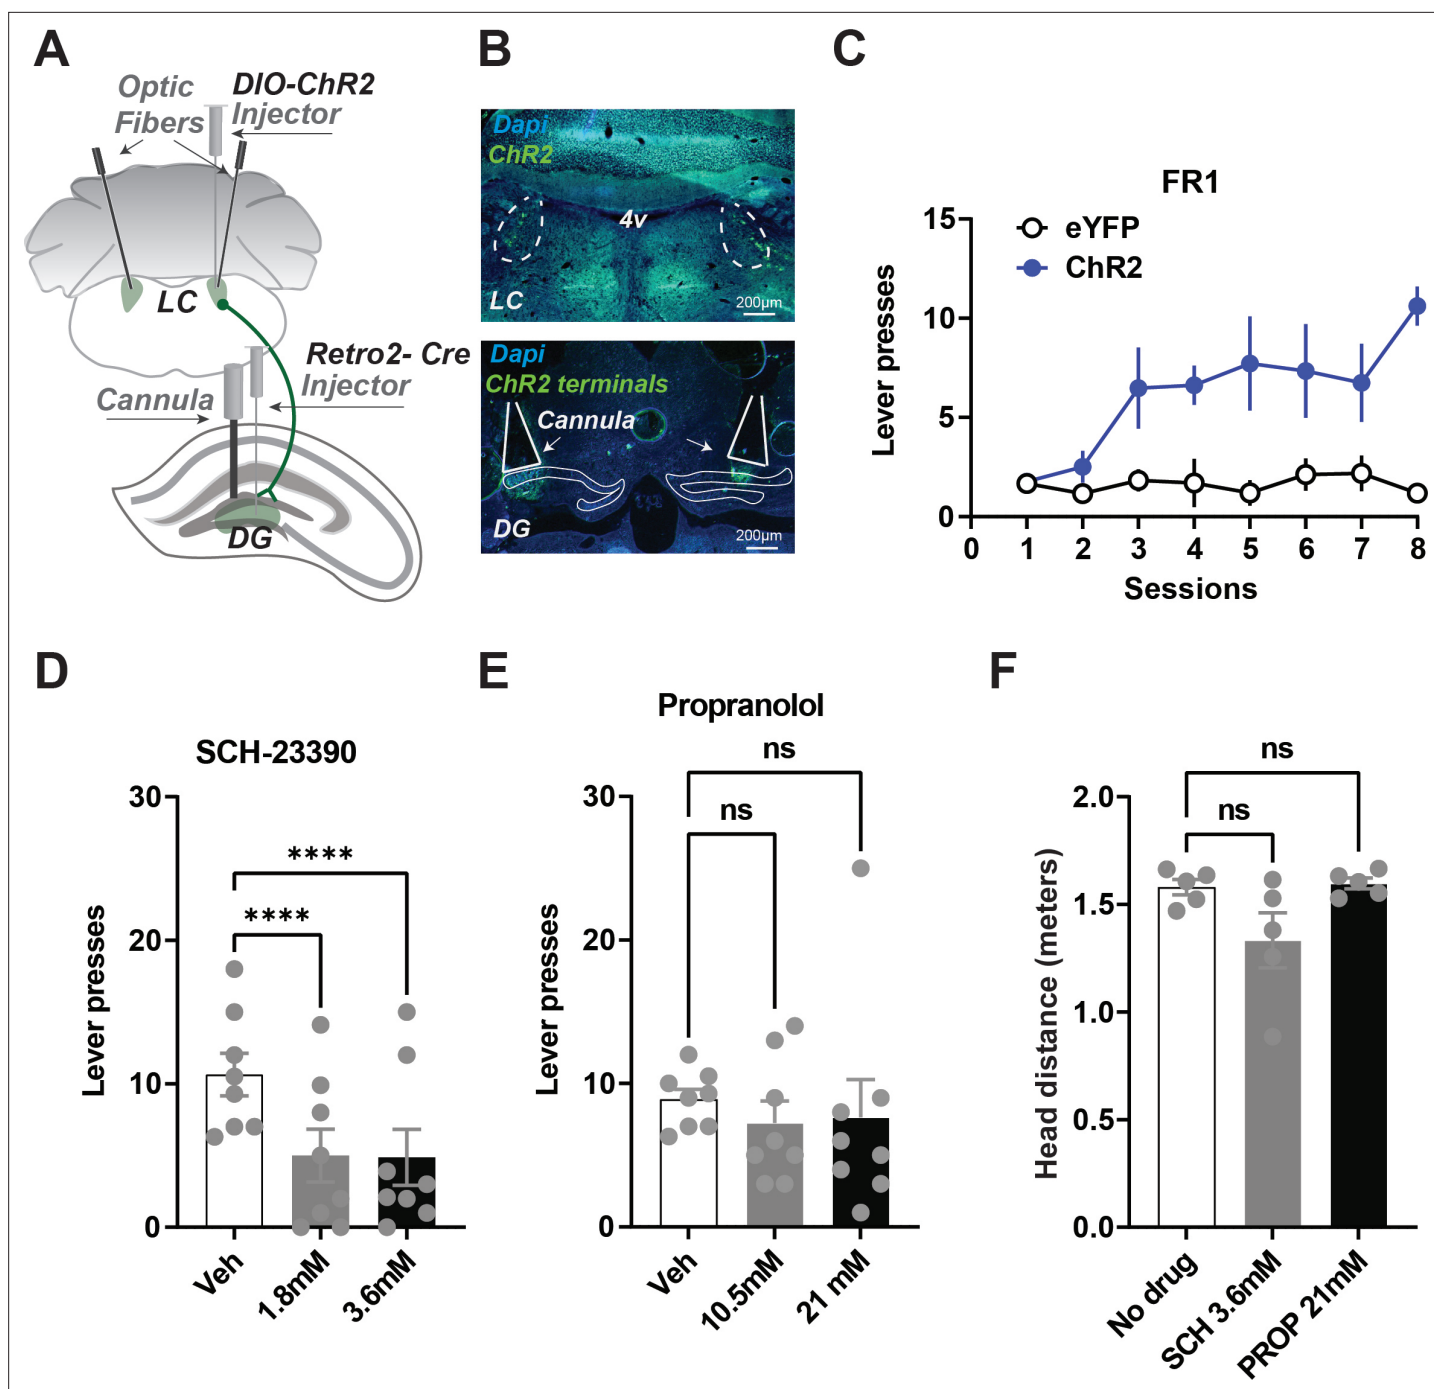 A
Optic
Fibers
DIO-ChR2
Injector
LC
Retro2- Cre
Injector
Cannula
DG
B
Dapi
ChR2
4v
LC
200µm
Dapi
ChR2 terminals
Cannula
DG
200µm
C
FR1
eYFP
ChR2
Lever presses
15
10
5
0
0 1 2 3 4 5 6 7 8
Sessions
D
SCH-23390
****
****
Lever presses
30
20
10
0
Veh
1.8mM
3.6mM
E
Propranolol
ns
ns
Lever presses
30
20
10
0
Veh
10.5mM
21 mM
F
ns
ns
Head distance (meters)
2.0
1.5
1.0
0.5
0.0
No drug
SCH 3.6mM
PROP 21mM